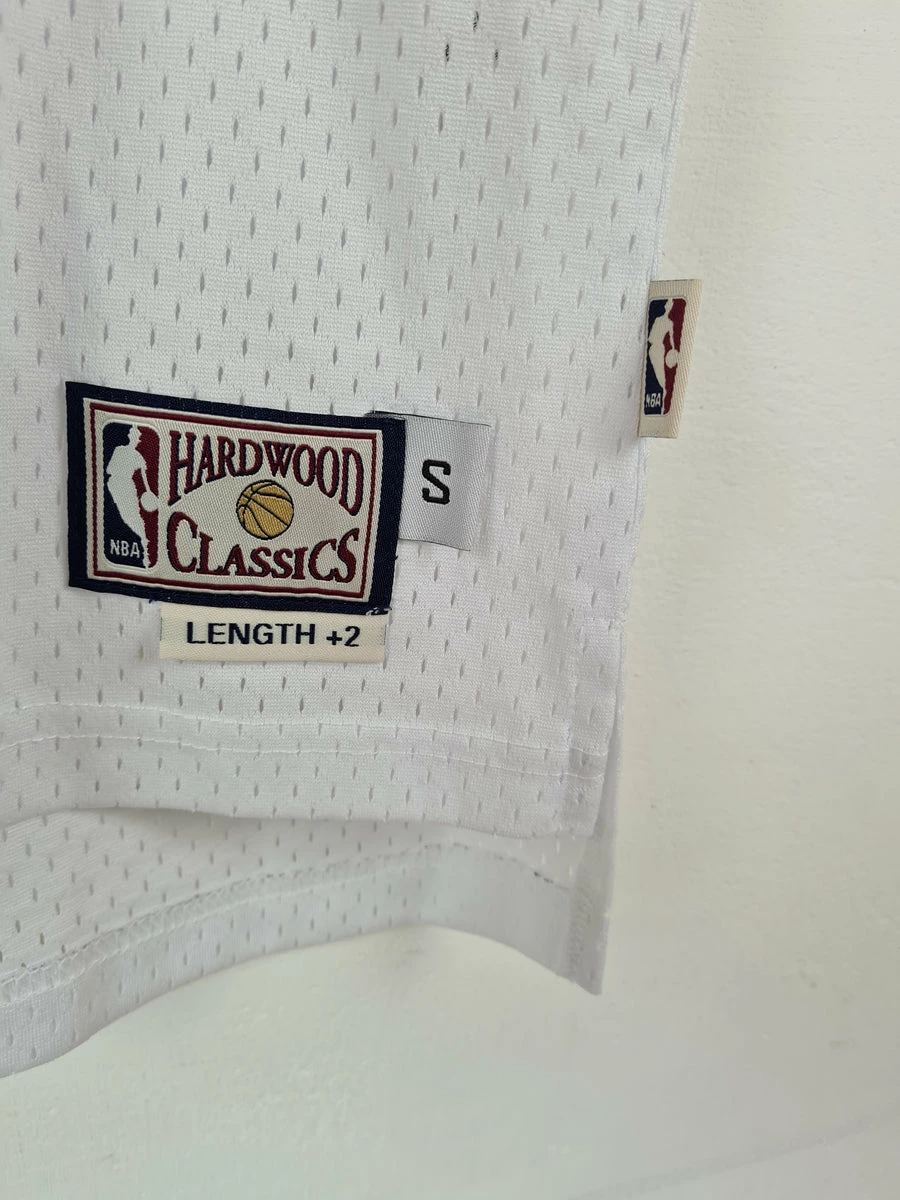 NBA
HARDWOOD
CLASSICS
NBA
S
LENGTH +2